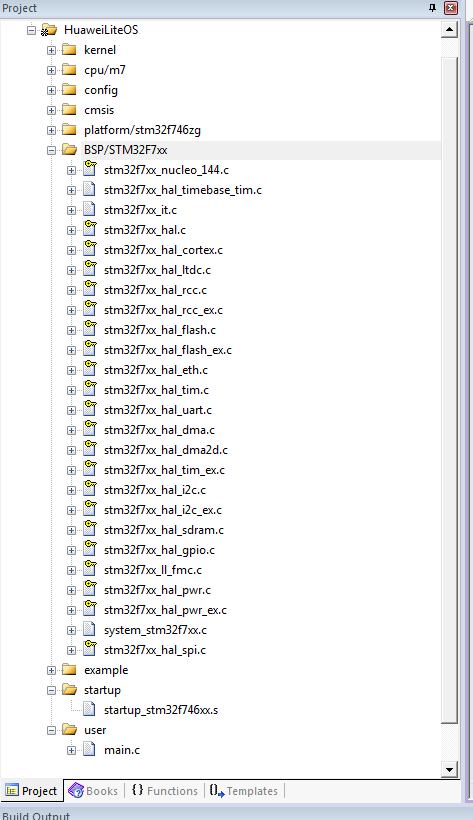 Project
HuaweiLiteOS
kernel
cpu/m7
config
cmsis
platform/stm32f746zg
BSP/STM32F7xx
stm32f7xx_nucleo_144.c
stm32f7xx_hal_timebase_tim.c
stm32f7xx_it.c
stm32f7xx_hal.c
stm32f7xx_hal_cortex.c
stm32f7xx_hal_ltdc.c
stm32f7xx_hal_rcc.c
stm32f7xx_hal_rcc_ex.c
stm32f7xx_hal_flash.c
stm32f7xx_hal_flash_ex.c
stm32f7xx_hal_eth.c
stm32f7xx_hal_tim.c
stm32f7xx_hal_uart.c
stm32f7xx_hal_dma.c
stm32f7xx_hal_dma2d.c
stm32f7xx_hal_tim_ex.c
stm32f7xx_hal_i2c.c
stm32f7xx_hal_i2c_ex.c
stm32f7xx_hal_sdram.c
stm32f7xx_hal_gpio.c
stm32f7xx_ll_fmc.c
stm32f7xx_hal_pwr.c
stm32f7xx_hal_pwr_ex.c
system_stm32f7xx.c
stm32f7xx_hal_spi.c
example
startup
startup_stm32f746xx.s
user
main.c
Project Books {} Functions 0 Templates
Build Output